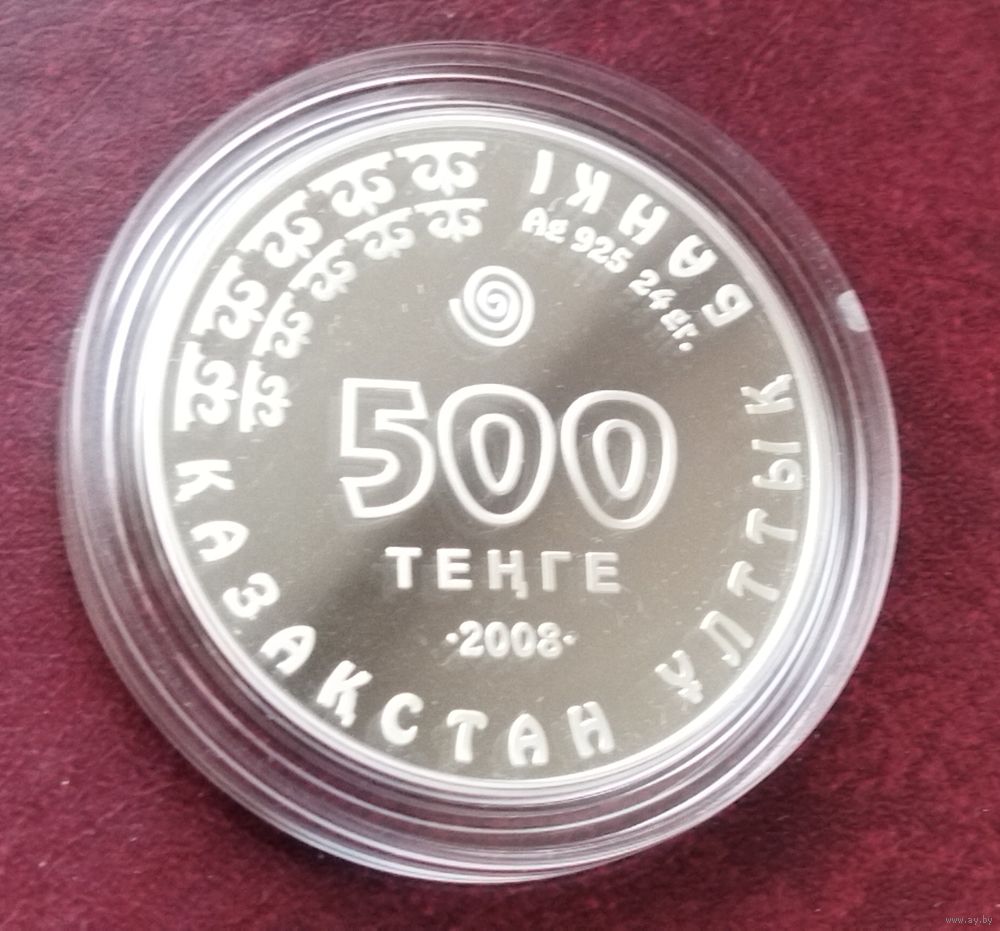 ҚАЗАҚСТАН ҰЛТТЫҚ БАНКІ
Ag 925 24 gr.
500
ТЕҢГЕ
·2008·
www.ay.by